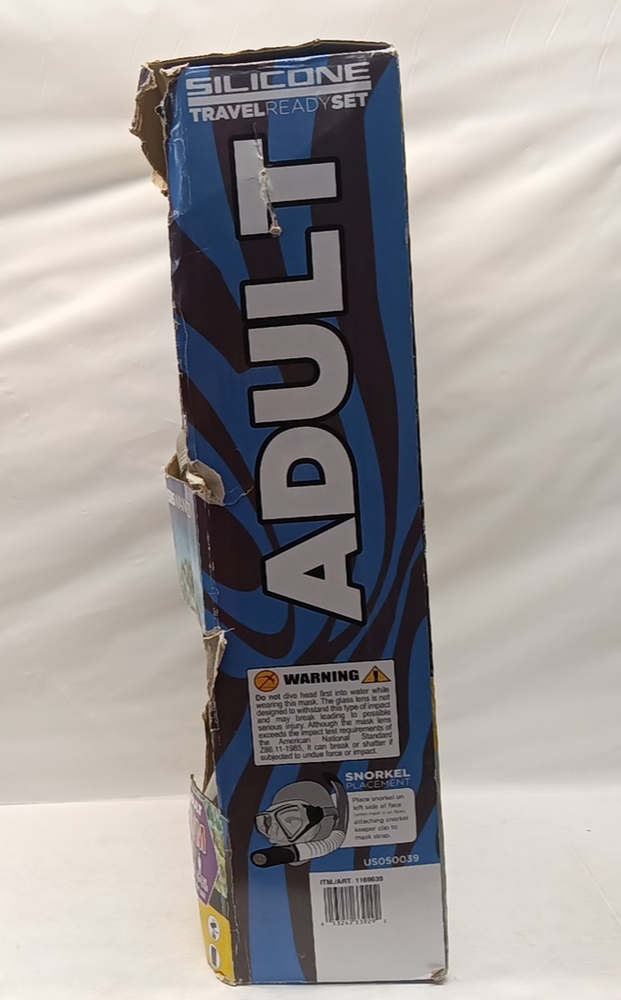 SILICONE
TRAVELREADYSET
ADULT
WARNING
Do not dive head first into water while
wearing this mask. The glass lens is not
designed to withstand this type of impact
and may break leading to possible
serious injury. Although the mask lens
exceeds the impact test requirements of
the American National Standard
Z86.11-1985, it can break or shatter if
subjected to undue force or impact.
SNORKEL
PLACEMENT
Place snorkel on
left side of face
attaching snorkel
keeper clip to
mask strap.
US050039
ITM./ART. 1169639